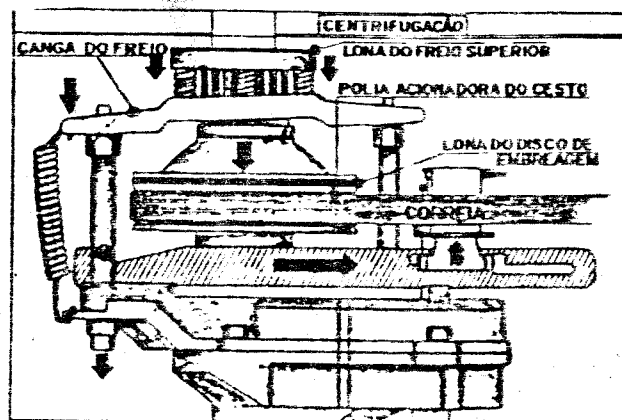 CENTRIFUGAÇÃO
CANGA DO FREIO
LONA DO FREIO SUPERIOR
POLIA ACIONADORA DO CESTO
LONA DO DISCO DE
EMBREAGEM
CORREIA